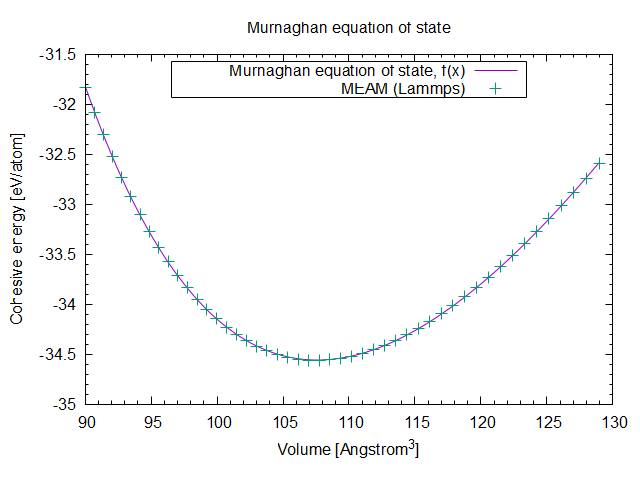 Murnaghan equation of state
-31.5
Murnaghan equation of state, f(x)
MEAM (Lammps)
-32
-32.5
-33
-33.5
-34
-34.5
-35
Cohesive energy [eV/atom]
90 95 100 105 110 115 120 125 130
Volume [Angstrom³]